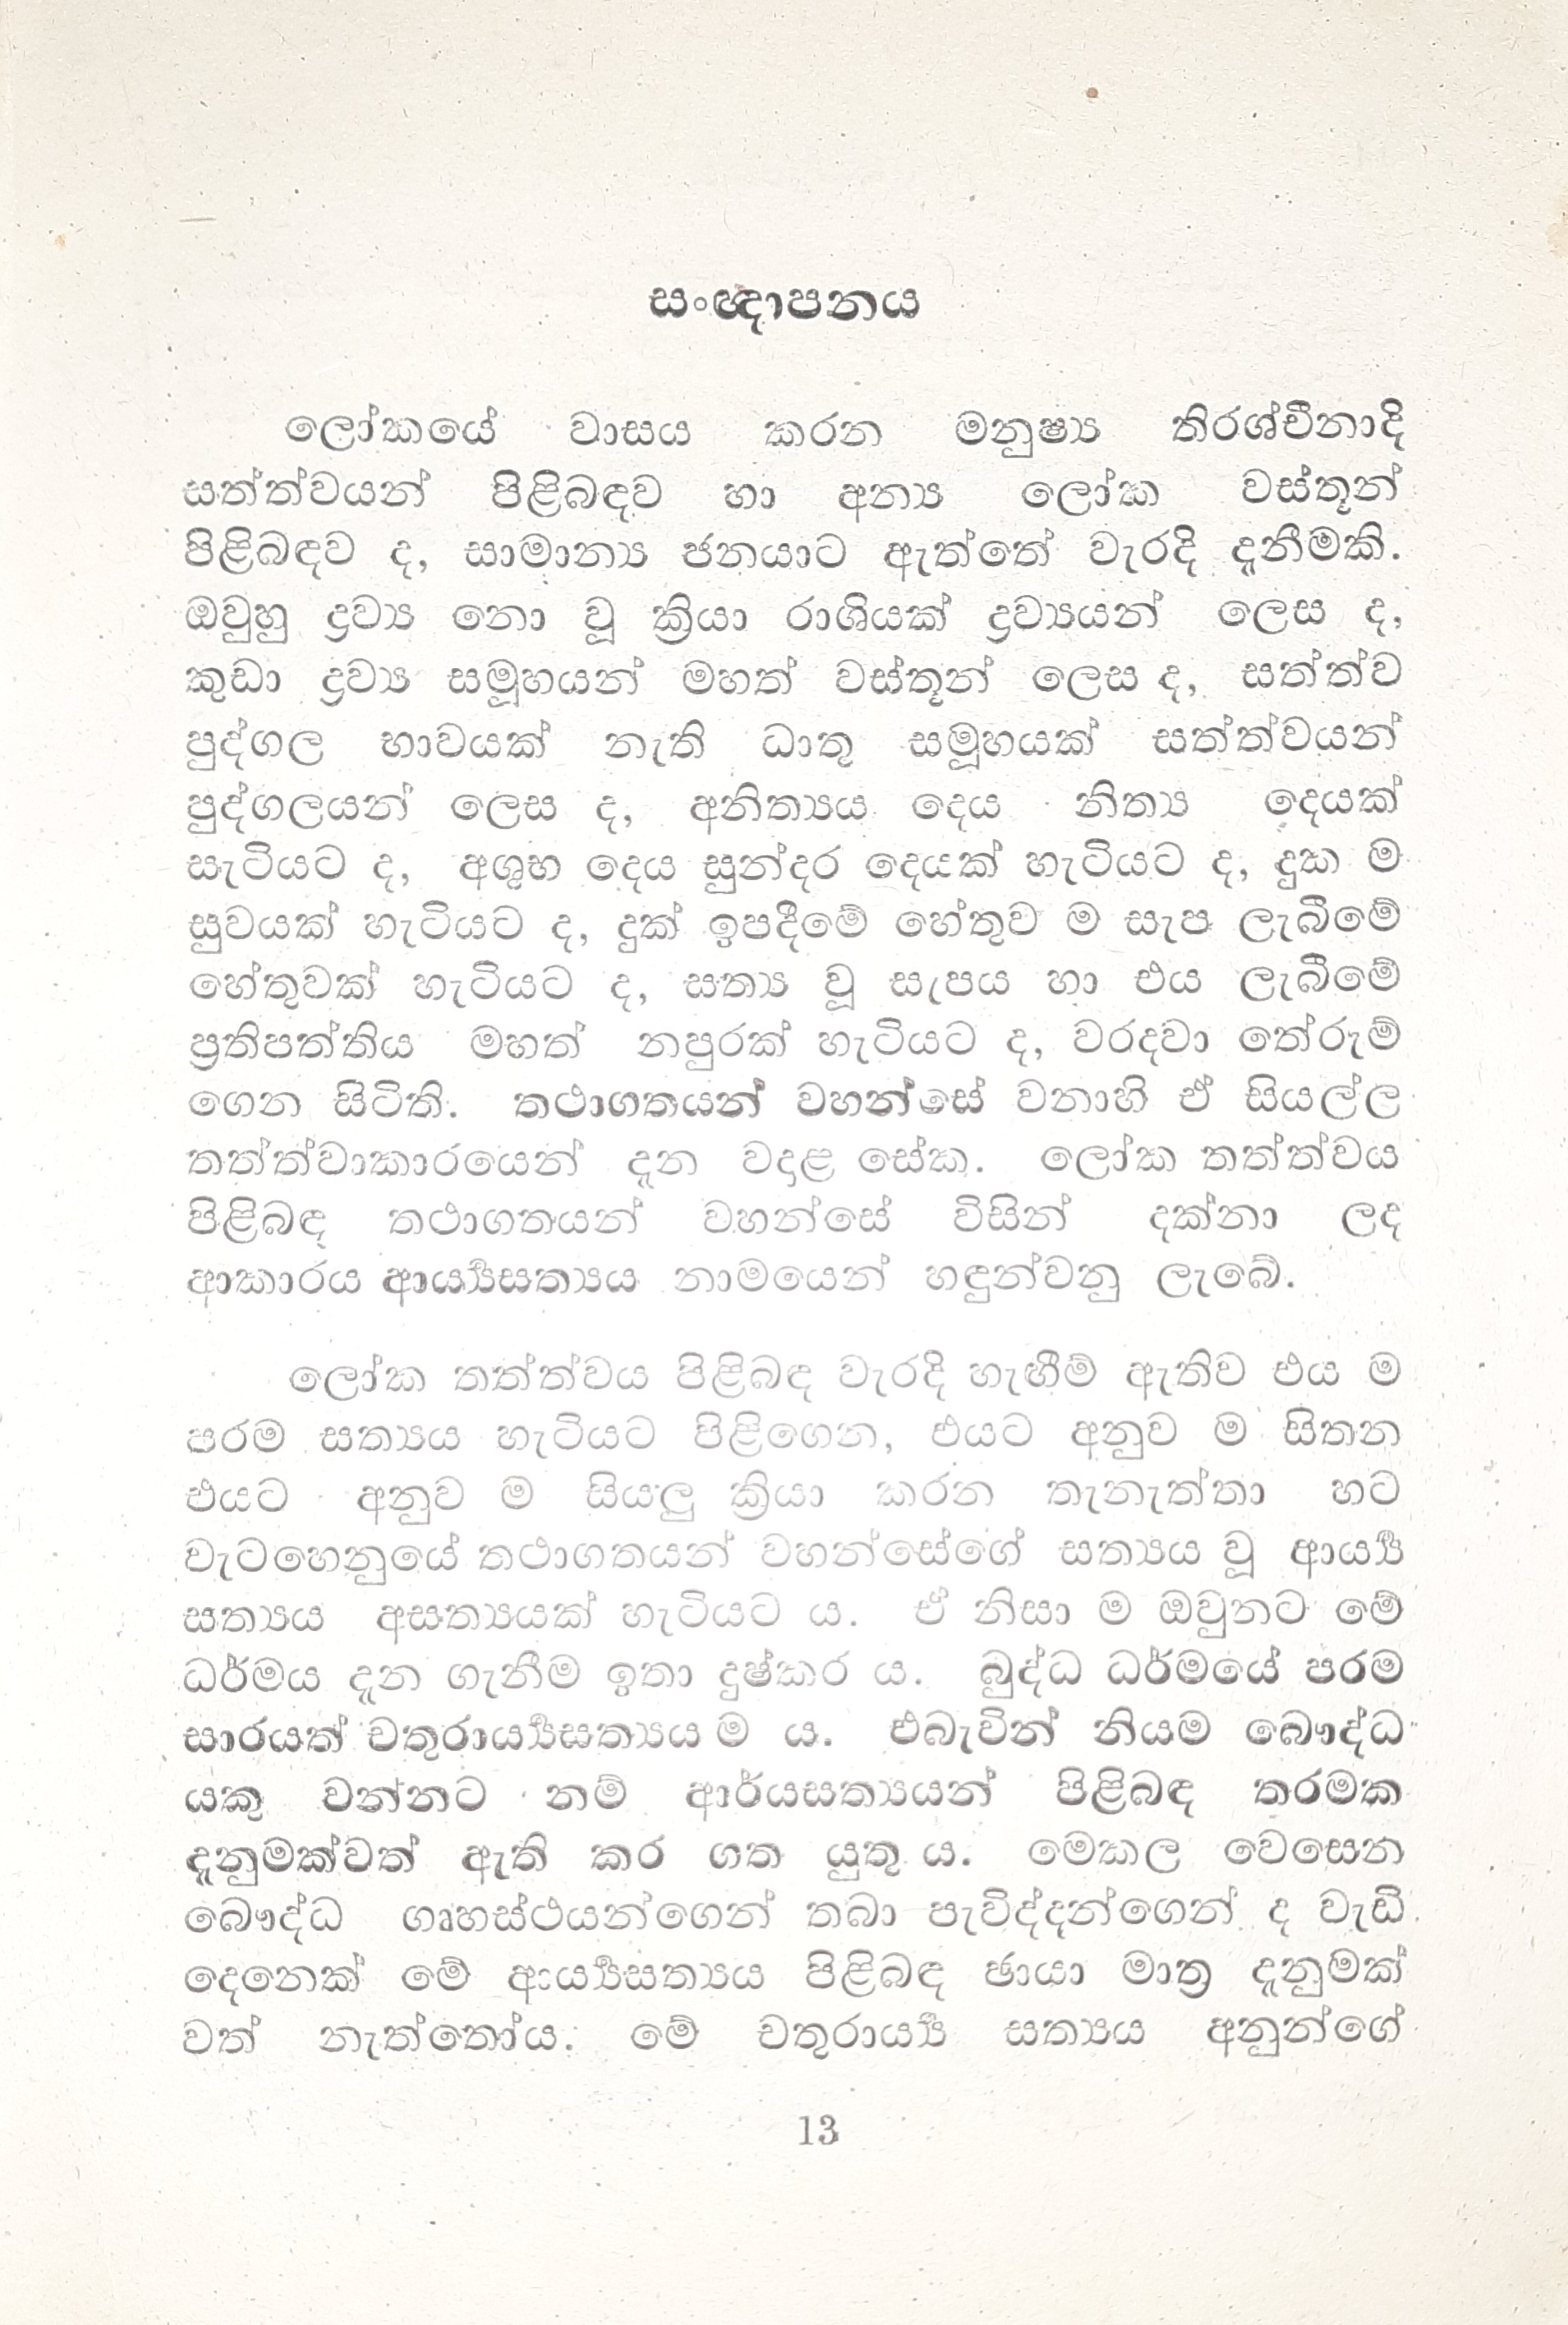 සංඥාපනය
ලෝකයේ වාසය කරන මනුෂ්‍ය තිරශ්චීනාදි
සත්ත්වයන් පිළිබඳව හා අන්‍ය ලෝක වස්තූන්
පිළිබඳව ද, සාමාන්‍ය ජනයාට ඇත්තේ වැරදි දැනීමකි.
ඔවුහු ද්‍රව්‍ය නො වූ ක්‍රියා රාශියක් ද්‍රව්‍යයන් ලෙස ද,
කුඩා ද්‍රව්‍ය සමූහයන් මහත් වස්තූන් ලෙස ද, සත්ත්ව
පුද්ගල භාවයක් නැති ධාතු සමූහයක් සත්ත්වයන්
පුද්ගලයන් ලෙස ද, අනිත්‍යය දෙය නිත්‍ය දෙයක්
සැටියට ද, අශුභ දෙය සුන්දර දෙයක් හැටියට ද, දුක ම
සුවයක් හැටියට ද, දුක් ඉපදීමේ හේතුව ම සැප ලැබීමේ
හේතුවක් හැටියට ද, සත්‍ය වූ සැපය හා එය ලැබීමේ
ප්‍රතිපත්තිය මහත් නපුරක් හැටියට ද, වරදවා තේරුම්
ගෙන සිටිති. තථාගතයන් වහන්සේ වනාහි ඒ සියල්ල
තත්ත්වාකාරයෙන් දැන වදාළ සේක. ලෝක තත්ත්වය
පිළිබඳ තථාගතයන් වහන්සේ විසින් දක්නා ලද
ආකාරය ආර්‍ය්‍යසත්‍යය නාමයෙන් හඳුන්වනු ලැබේ.
ලෝක තත්ත්වය පිළිබඳ වැරදි හැඟීම් ඇතිව එය ම
පරම සත්‍යය හැටියට පිළිගෙන, එයට අනුව ම සිතන
එයට අනුව ම සියලු ක්‍රියා කරන තැනැත්තා හට
වැටහෙනුයේ තථාගතයන් වහන්සේගේ සත්‍යය වූ ආර්‍ය්‍ය
සත්‍යය අසත්‍යයක් හැටියට ය. ඒ නිසා ම ඔවුනට මේ
ධර්මය දැන ගැනීම ඉතා දුෂ්කර ය. බුද්ධ ධර්මයේ පරම
සාරයත් චතුරාර්‍ය්‍යසත්‍යය ම ය. එබැවින් නියම බෞද්ධ
යකු වන්නට නම් ආර්යසත්‍යයන් පිළිබඳ තරමක
දැනුමක්වත් ඇති කර ගත යුතු ය. මෙකල වෙසෙන
බෞද්ධ ගෘහස්ථයන්ගෙන් තබා පැවිද්දන්ගෙන් ද වැඩි
දෙනෙක් මේ ආර්‍ය්‍යසත්‍යය පිළිබඳ ඡායා මාත්‍ර දැනුමක්
වත් නැත්තෝය. මේ චතුරාර්‍ය්‍ය සත්‍යය අනුන්ගේ
13